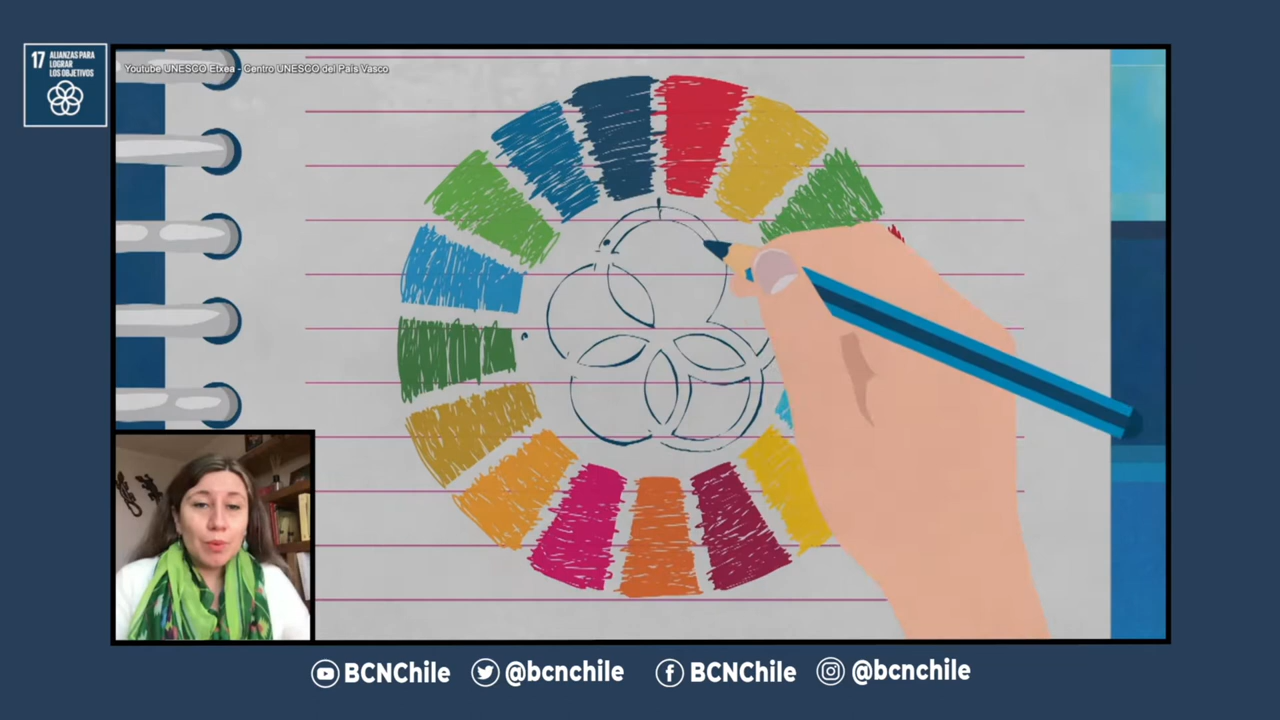 17 ALIANZAS PARA
LOGRAR
LOS OBJETIVOS
Youtube UNESCO Etxea - Centro UNESCO del País Vasco
BCNChile @bcnchile BCNChile @bcnchile